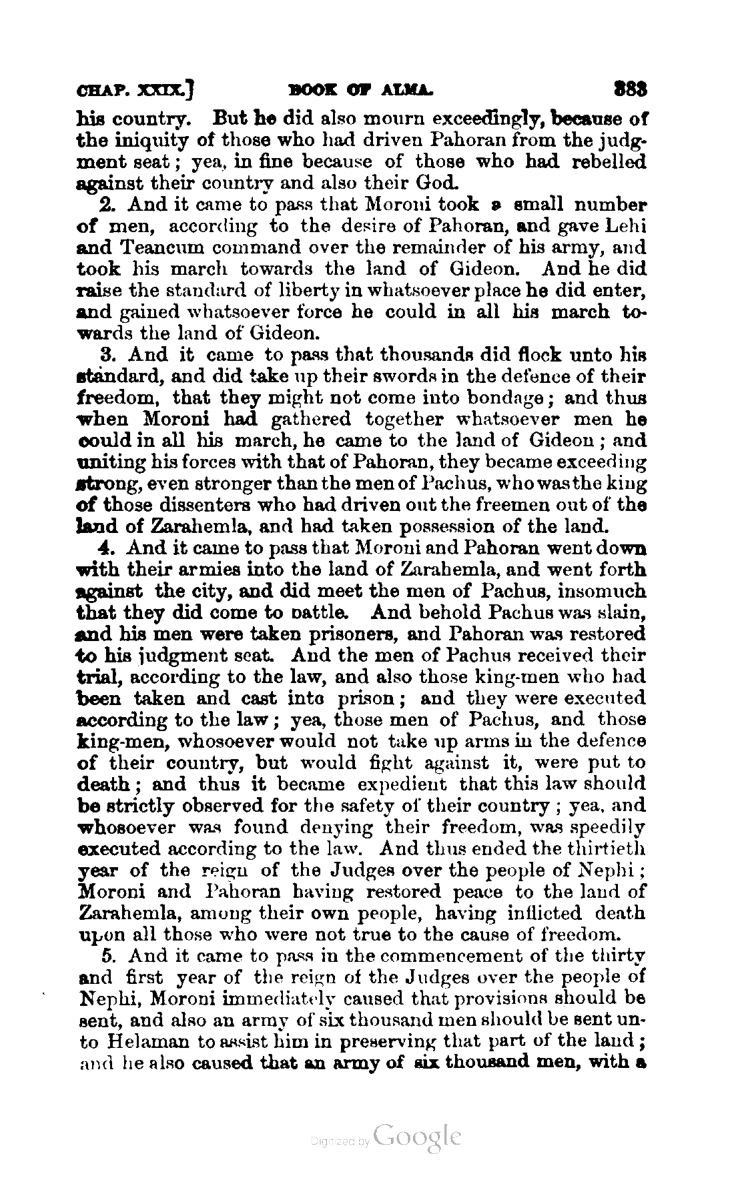 CHAP. XXIX.] BOOK OF ALMA. 383
his country. But he did also mourn exceedingly, because of
the iniquity of those who had driven Pahoran from the judg-
ment seat; yea, in fine because of those who had rebelled
against their country and also their God.
2. And it came to pass that Moroni took a small number
of men, according to the desire of Pahoran, and gave Lehi
and Teancum command over the remainder of his army, and
took his march towards the land of Gideon. And he did
raise the standard of liberty in whatsoever place he did enter,
and gained whatsoever force he could in all his march to-
wards the land of Gideon.
3. And it came to pass that thousands did flock unto his
standard, and did take up their swords in the defence of their
freedom, that they might not come into bondage; and thus
when Moroni had gathered together whatsoever men he
could in all his march, he came to the land of Gideon; and
uniting his forces with that of Pahoran, they became exceeding
strong, even stronger than the men of Pachus, who was the king
of those dissenters who had driven out the freemen out of the
land of Zarahemla, and had taken possession of the land.
4. And it came to pass that Moroni and Pahoran went down
with their armies into the land of Zarahemla, and went forth
against the city, and did meet the men of Pachus, insomuch
that they did come to battle. And behold Pachus was slain,
and his men were taken prisoners, and Pahoran was restored
to his judgment seat. And the men of Pachus received their
trial, according to the law, and also those king-men who had
been taken and cast into prison; and they were executed
according to the law; yea, those men of Pachus, and those
king-men, whosoever would not take up arms in the defence
of their country, but would fight against it, were put to
death; and thus it became expedient that this law should
be strictly observed for the safety of their country; yea, and
whosoever was found denying their freedom, was speedily
executed according to the law. And thus ended the thirtieth
year of the reign of the Judges over the people of Nephi;
Moroni and Pahoran having restored peace to the land of
Zarahemla, among their own people, having inflicted death
upon all those who were not true to the cause of freedom.
5. And it came to pass in the commencement of the thirty
and first year of the reign of the Judges over the people of
Nephi, Moroni immediately caused that provisions should be
sent, and also an army of six thousand men should be sent un-
to Helaman to assist him in preserving that part of the land;
and he also caused that an army of six thousand men, with a
Digitized by Google